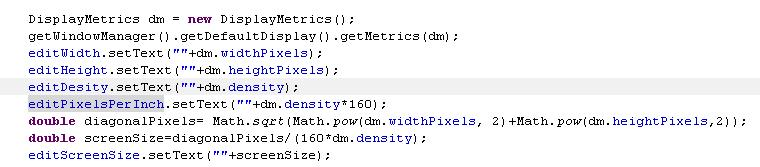 DisplayMetrics dm = new DisplayMetrics();
getWindowManager().getDefaultDisplay().getMetrics(dm);
editWidth.setText(""+dm.widthPixels);
editHeight.setText(""+dm.heightPixels);
editDesity.setText(""+dm.density);
editPixelsPerInch.setText(""+dm.density*160);
double diagonalPixels= Math.sqrt(Math.pow(dm.widthPixels, 2)+Math.pow(dm.heightPixels,2));
double screenSize=diagonalPixels/(160*dm.density);
editScreenSize.setText(""+screenSize);